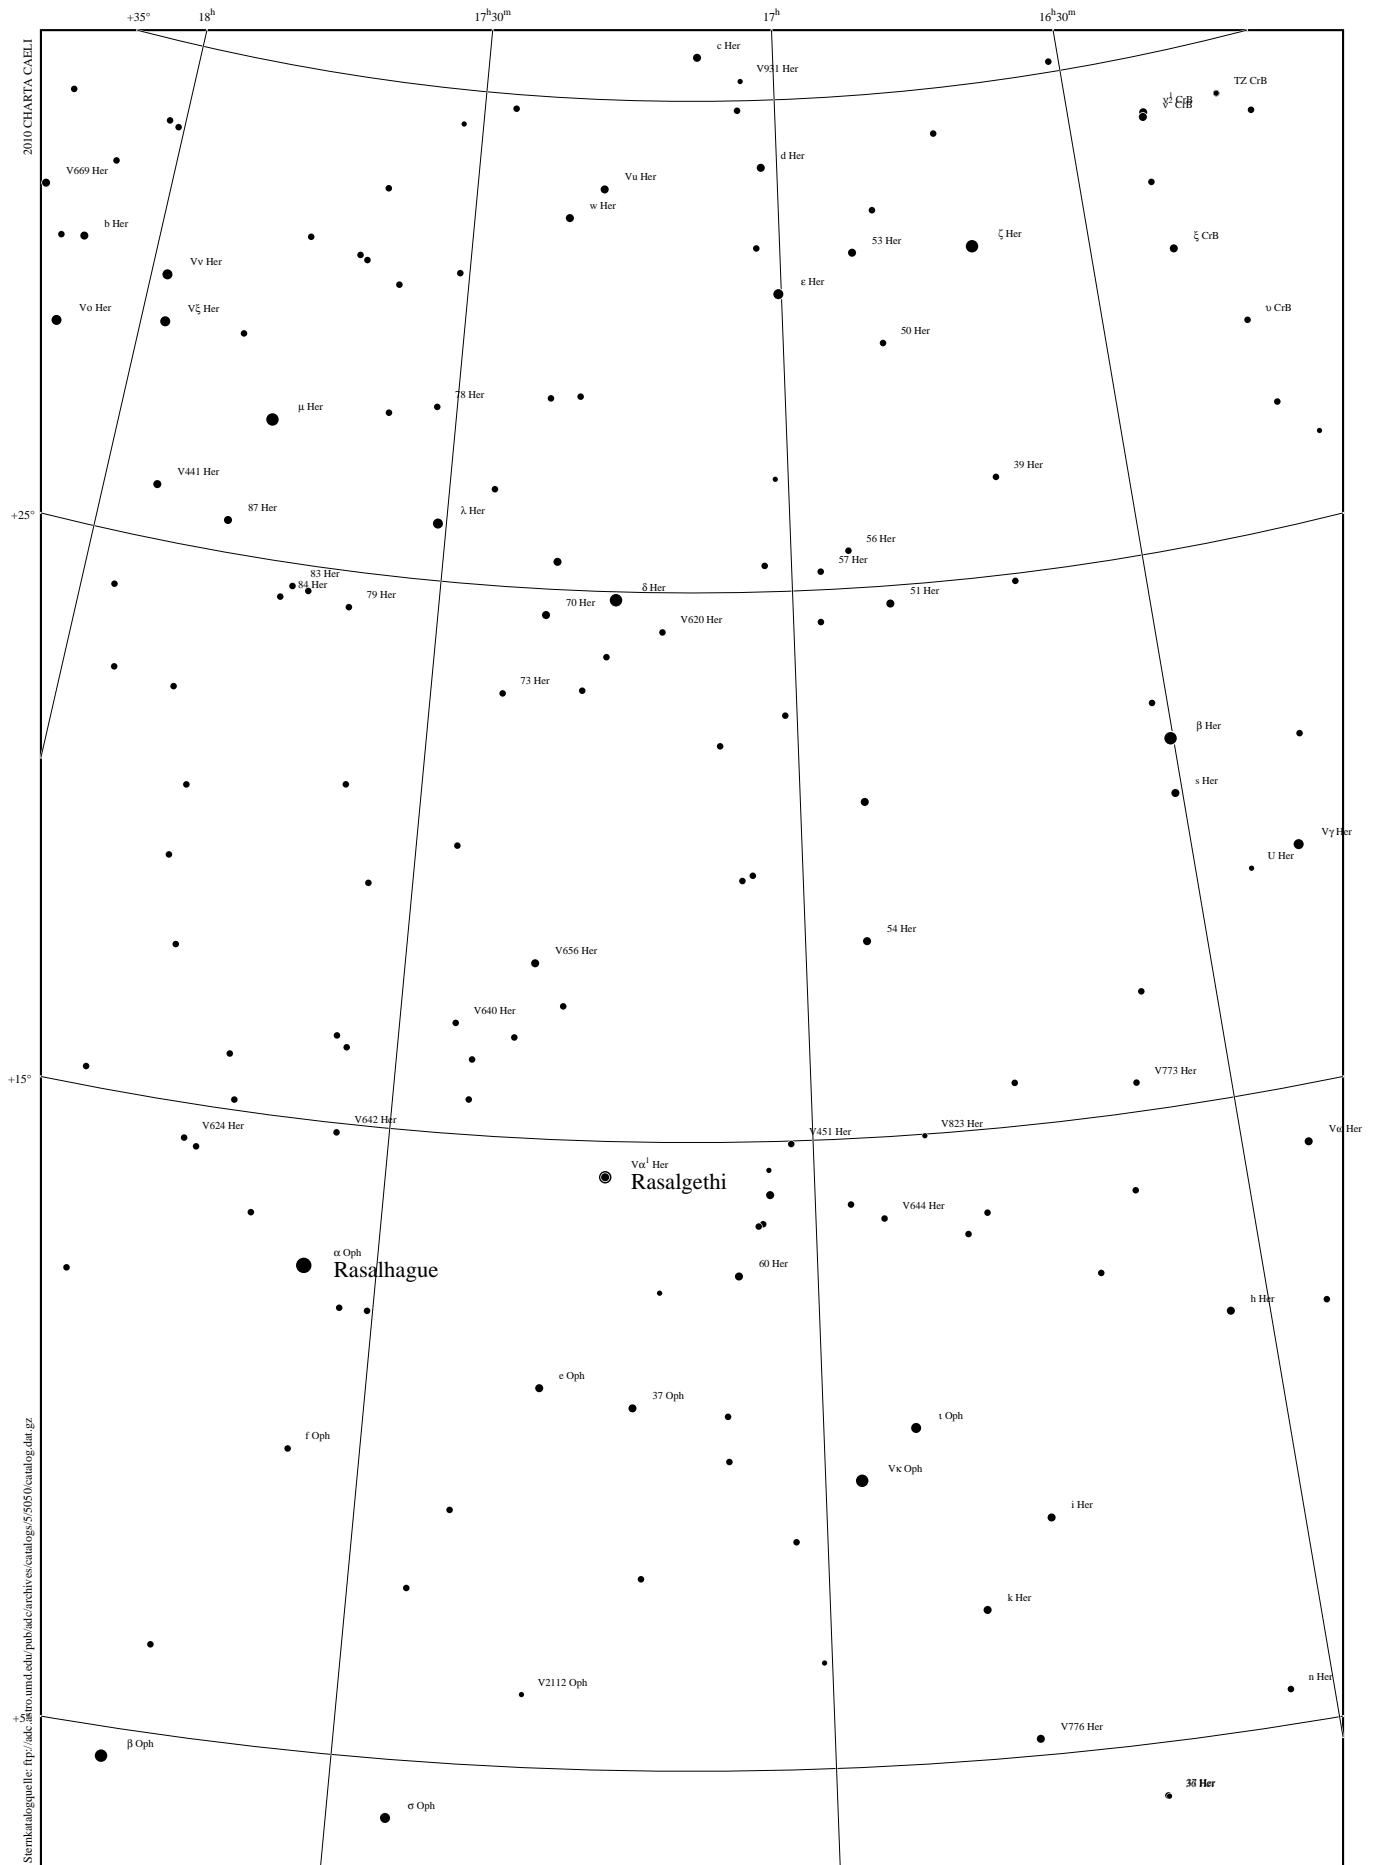 +35° 18h 17h30m 17h 16h30m
2010 CHARTA CAELI
c Her
V931 Her
TZ CrB
d Her
V669 Her
Vu Her
w Her
b Her
53 Her
ζ Her
ξ CrB
Vν Her
ε Her
Vο Her
Vξ Her
υ CrB
50 Her
78 Her
μ Her
39 Her
V441 Her
87 Her
λ Her
+25°
56 Her
57 Her
83 Her
84 Her
79 Her
δ Her
70 Her
51 Her
V620 Her
73 Her
β Her
s Her
Vγ Her
U Her
54 Her
V656 Her
V640 Her
+15°
V773 Her
V624 Her
V642 Her
V451 Her
V823 Her
Vω Her
Vα1 Her
Rasalgethi
V644 Her
α Oph
Rasalhague
60 Her
h Her
e Oph
37 Oph
ι Oph
f Oph
Vκ Oph
i Her
k Her
n Her
V2112 Oph
+5°
V776 Her
β Oph
37 Her
σ Oph
Sternkatalogquelle: ftp://adc.astro.umd.edu/pub/adc/archives/catalogs/5/5050/catalog.dat.gz